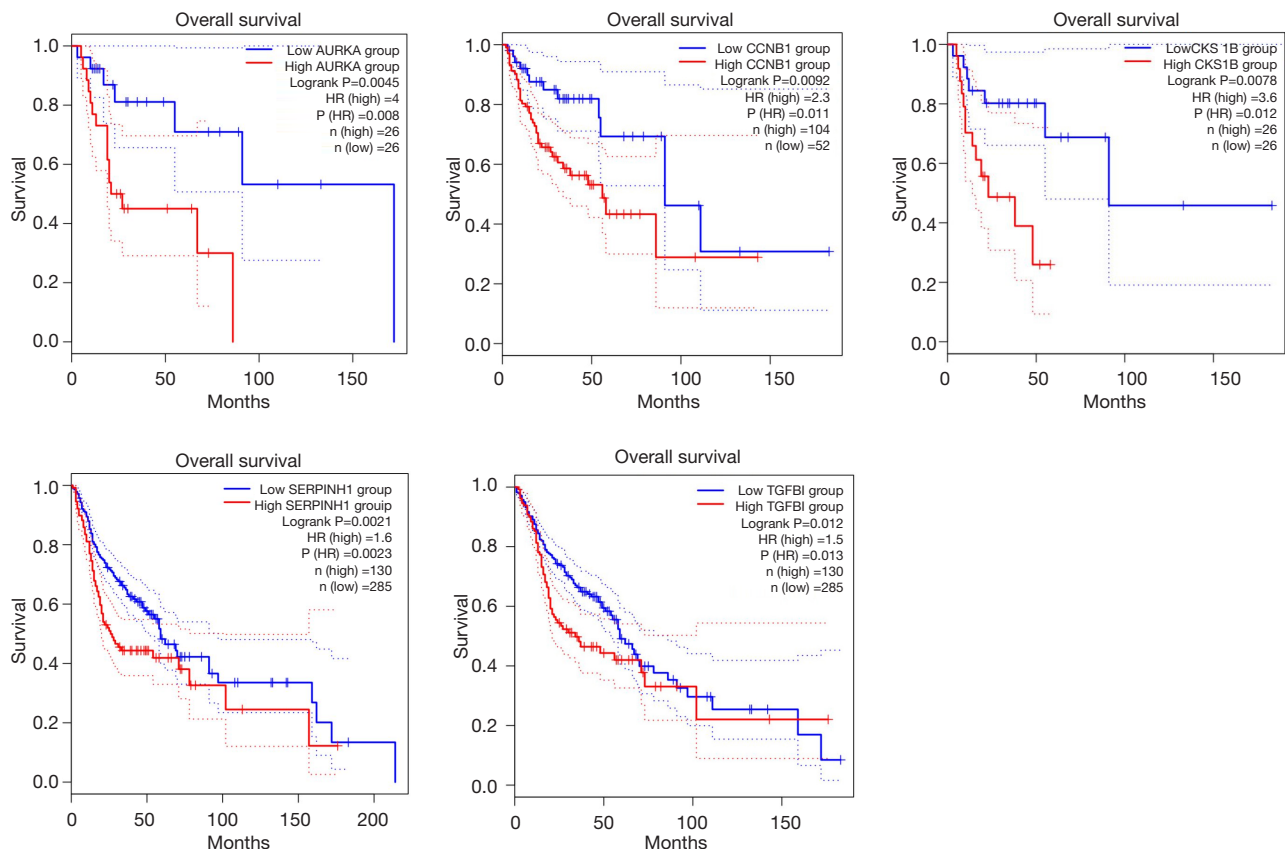 Overall survival
Low AURKA group
High AURKA group
Logrank P=0.0045
HR (high) =4
P (HR) =0.008
n (high) =26
n (low) =26
Survival
1.0
0.8
0.6
0.4
0.2
0.0
0 50 100 150
Months
Overall survival
Low CCNB1 group
High CCNB1 group
Logrank P=0.0092
HR (high) =2.3
P (HR) =0.011
n (high) =104
n (low) =52
Survival
1.0
0.8
0.6
0.4
0.2
0.0
0 50 100 150
Months
Overall survival
LowCKS 1B group
High CKS1B group
Logrank P=0.0078
HR (high) =3.6
P (HR) =0.012
n (high) =26
n (low) =26
Survival
1.0
0.8
0.6
0.4
0.2
0.0
0 50 100 150
Months
Overall survival
Low SERPINH1 group
High SERPINH1 grouip
Logrank P=0.0021
HR (high) =1.6
P (HR) =0.0023
n (high) =130
n (low) =285
Survival
1.0
0.8
0.6
0.4
0.2
0.0
0 50 100 150 200
Months
Overall survival
Low TGFBI group
High TGFBI group
Logrank P=0.012
HR (high) =1.5
P (HR) =0.013
n (high) =130
n (low) =285
Survival
1.0
0.8
0.6
0.4
0.2
0.0
0 50 100 150
Months